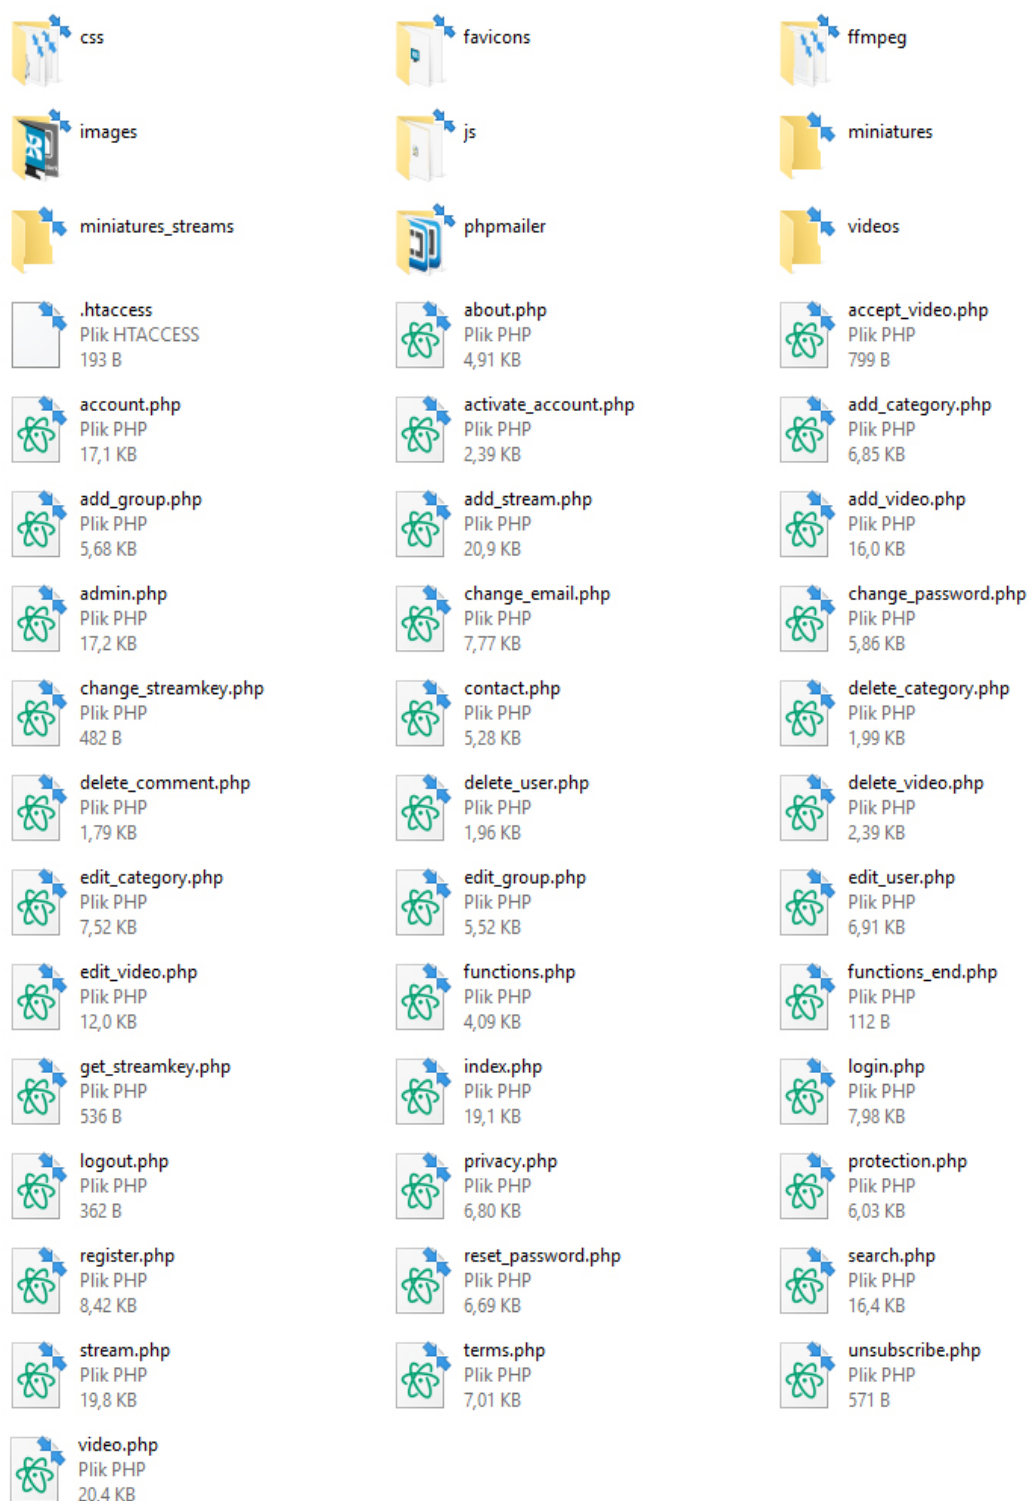 css
favicons
ffmpeg
images
js
miniatures
miniatures_streams
phpmailer
videos
.htaccess
Plik HTACCESS
193 B
about.php
Plik PHP
4,91 KB
accept_video.php
Plik PHP
799 B
account.php
Plik PHP
17,1 KB
activate_account.php
Plik PHP
2,39 KB
add_category.php
Plik PHP
6,85 KB
add_group.php
Plik PHP
5,68 KB
add_stream.php
Plik PHP
20,9 KB
add_video.php
Plik PHP
16,0 KB
admin.php
Plik PHP
17,2 KB
change_email.php
Plik PHP
7,77 KB
change_password.php
Plik PHP
5,86 KB
change_streamkey.php
Plik PHP
482 B
contact.php
Plik PHP
5,28 KB
delete_category.php
Plik PHP
1,99 KB
delete_comment.php
Plik PHP
1,79 KB
delete_user.php
Plik PHP
1,96 KB
delete_video.php
Plik PHP
2,39 KB
edit_category.php
Plik PHP
7,52 KB
edit_group.php
Plik PHP
5,52 KB
edit_user.php
Plik PHP
6,91 KB
edit_video.php
Plik PHP
12,0 KB
functions.php
Plik PHP
4,09 KB
functions_end.php
Plik PHP
112 B
get_streamkey.php
Plik PHP
536 B
index.php
Plik PHP
19,1 KB
login.php
Plik PHP
7,98 KB
logout.php
Plik PHP
362 B
privacy.php
Plik PHP
6,80 KB
protection.php
Plik PHP
6,03 KB
register.php
Plik PHP
8,42 KB
reset_password.php
Plik PHP
6,69 KB
search.php
Plik PHP
16,4 KB
stream.php
Plik PHP
19,8 KB
terms.php
Plik PHP
7,01 KB
unsubscribe.php
Plik PHP
571 B
video.php
Plik PHP
20,4 KB